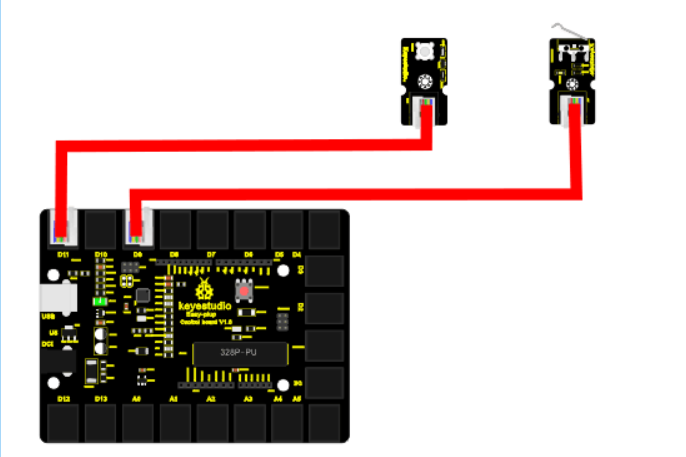 D11 D10 D9 D8 D7 D6 D5 D4
D3
D2
keyestudio
Easy-plug
Control board V1.0
USB
328P-PU
D12 D13 A0 A1 A2 A3 A4 A5